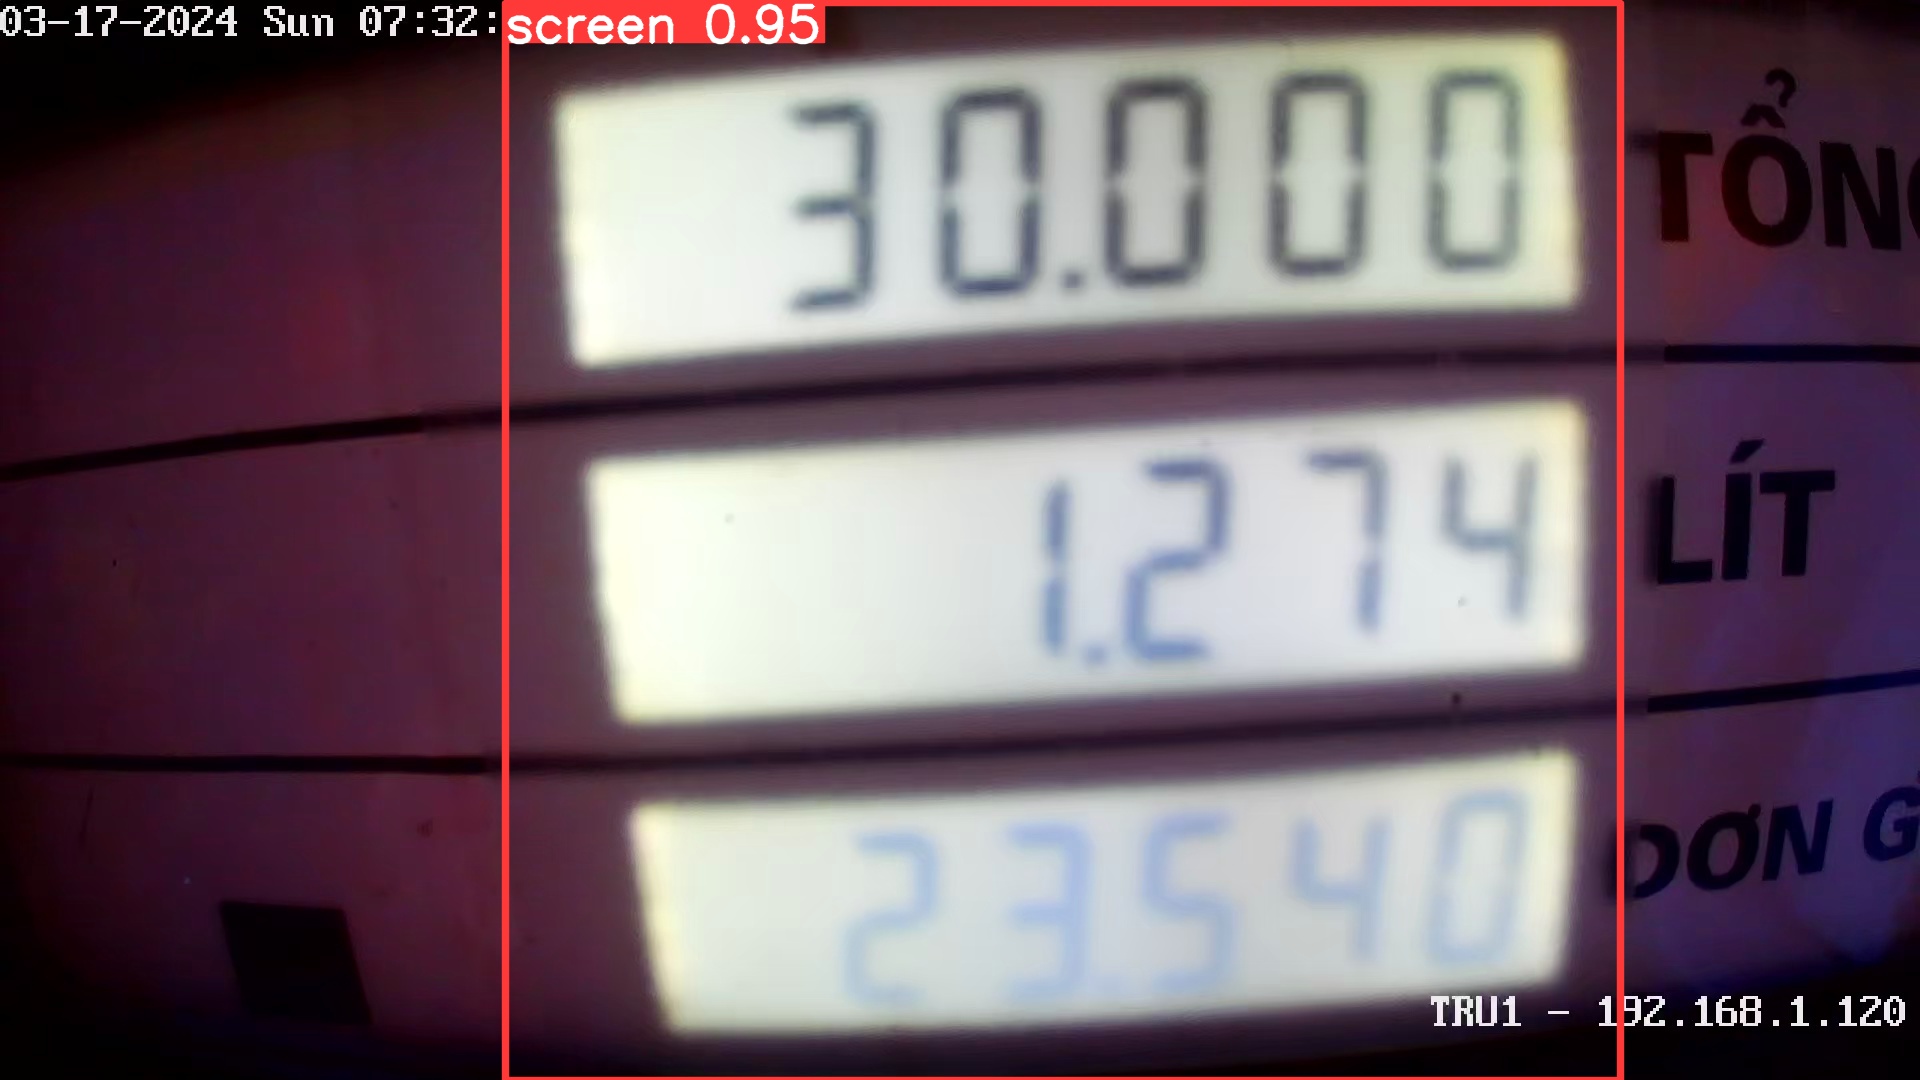 03-17-2024 Sun 07:32:
screen 0.95
30.000
TỔNG
1.274
LÍT
23.540
ĐƠN G
TRU1 - 192.168.1.120